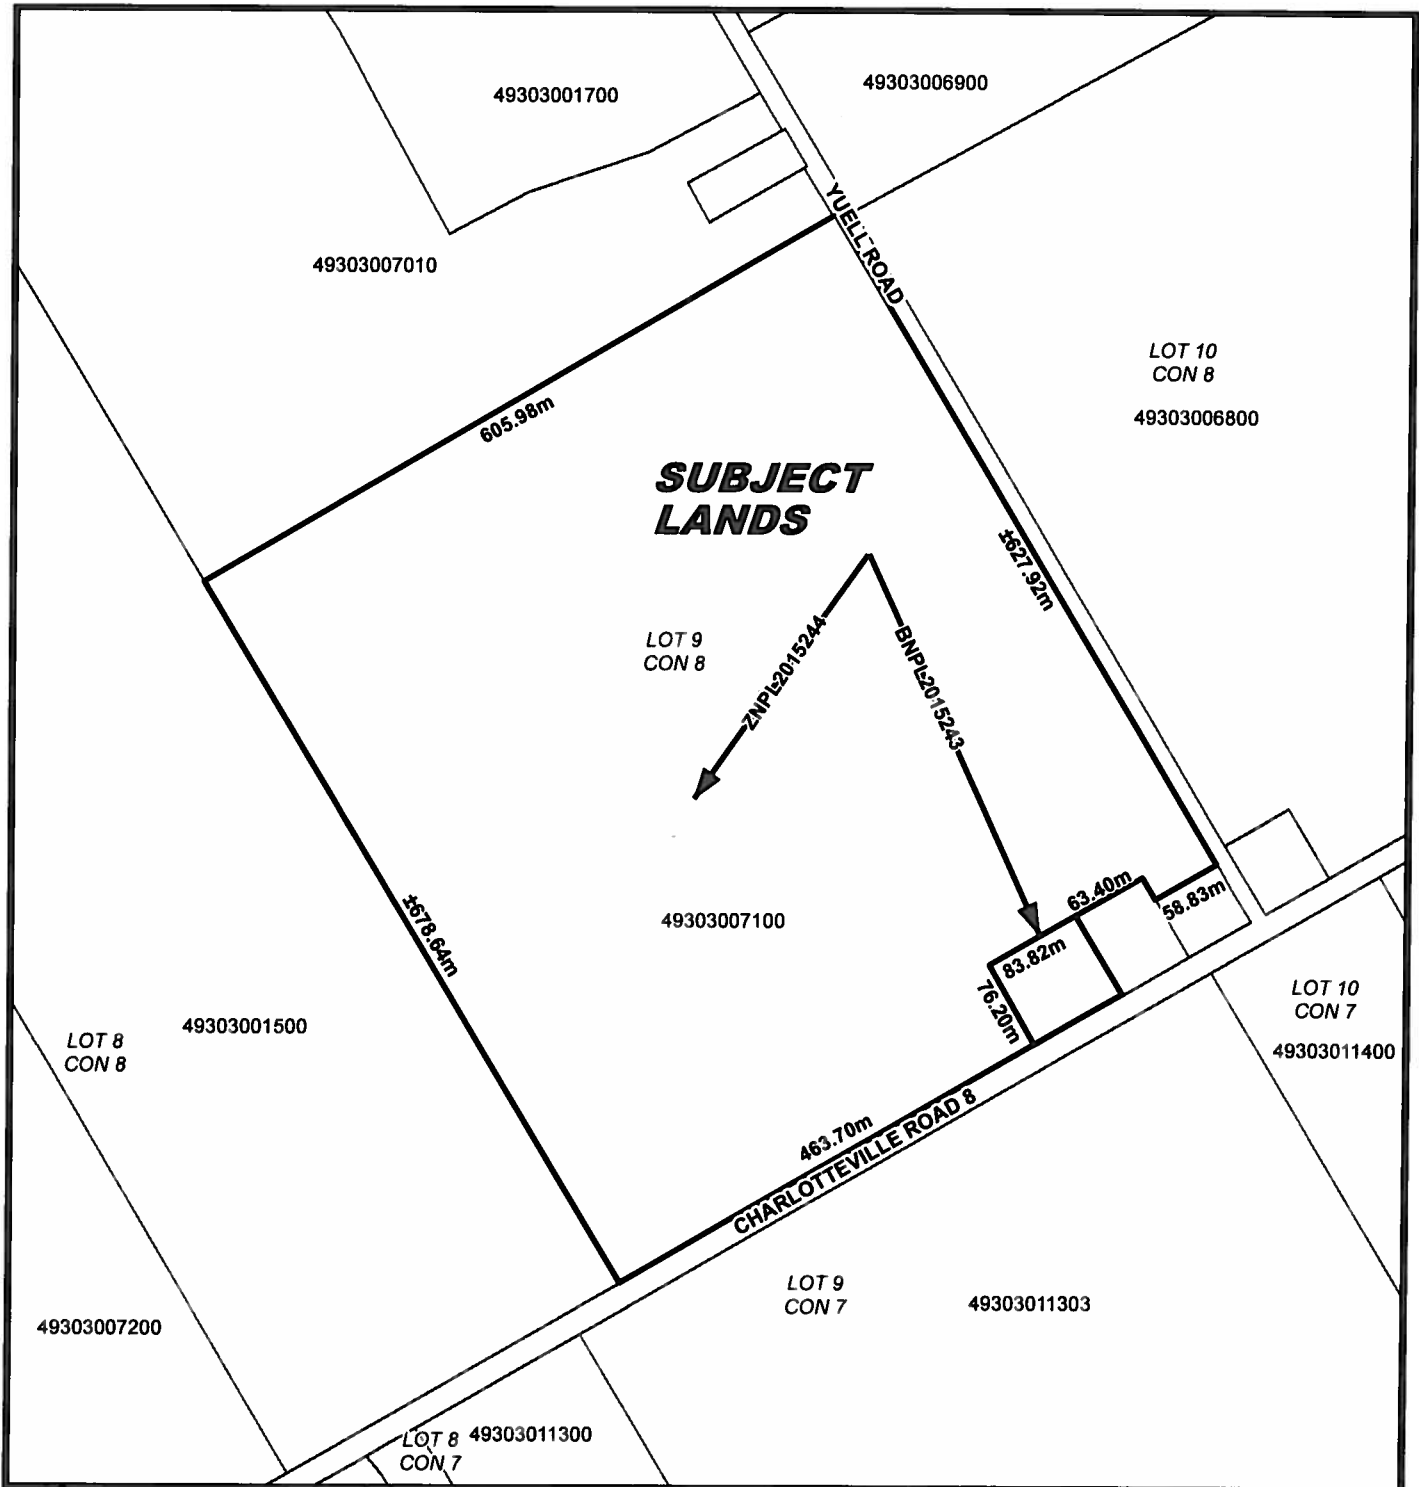 49303001700
49303006900
YUELL ROAD
49303007010
LOT 10
CON 8
49303006800
605.98m
SUBJECT
LANDS
±627.92m
LOT 9
CON 8
ZNPL2015244
BNPL2015243
±678.64m
49303007100
63.40m
58.83m
83.82m
76.20m
LOT 10
CON 7
49303011400
LOT 8
CON 8
49303001500
463.70m
CHARLOTTEVILLE ROAD 8
LOT 9
CON 7
49303011303
49303007200
LOT 8
CON 7
49303011300